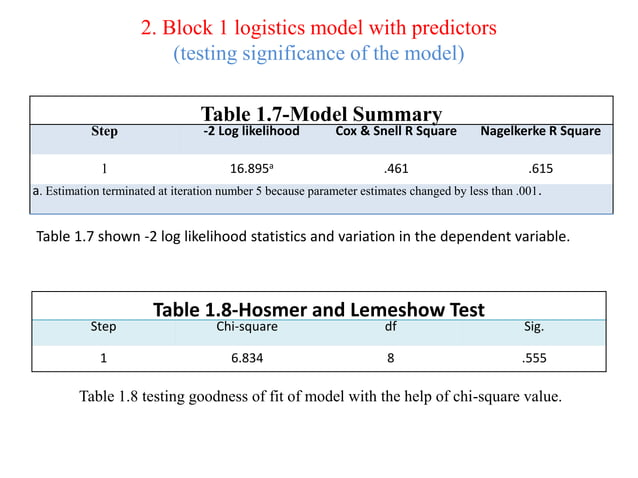 2. Block 1 logistics model with predictors
(testing significance of the model)
Table 1.7-Model Summary
Step -2 Log likelihood Cox & Snell R Square Nagelkerke R Square
1 16.895a .461 .615
a. Estimation terminated at iteration number 5 because parameter estimates changed by less than .001.
Table 1.7 shown -2 log likelihood statistics and variation in the dependent variable.
Table 1.8-Hosmer and Lemeshow Test
Step Chi-square df Sig.
1 6.834 8 .555
Table 1.8 testing goodness of fit of model with the help of chi-square value.